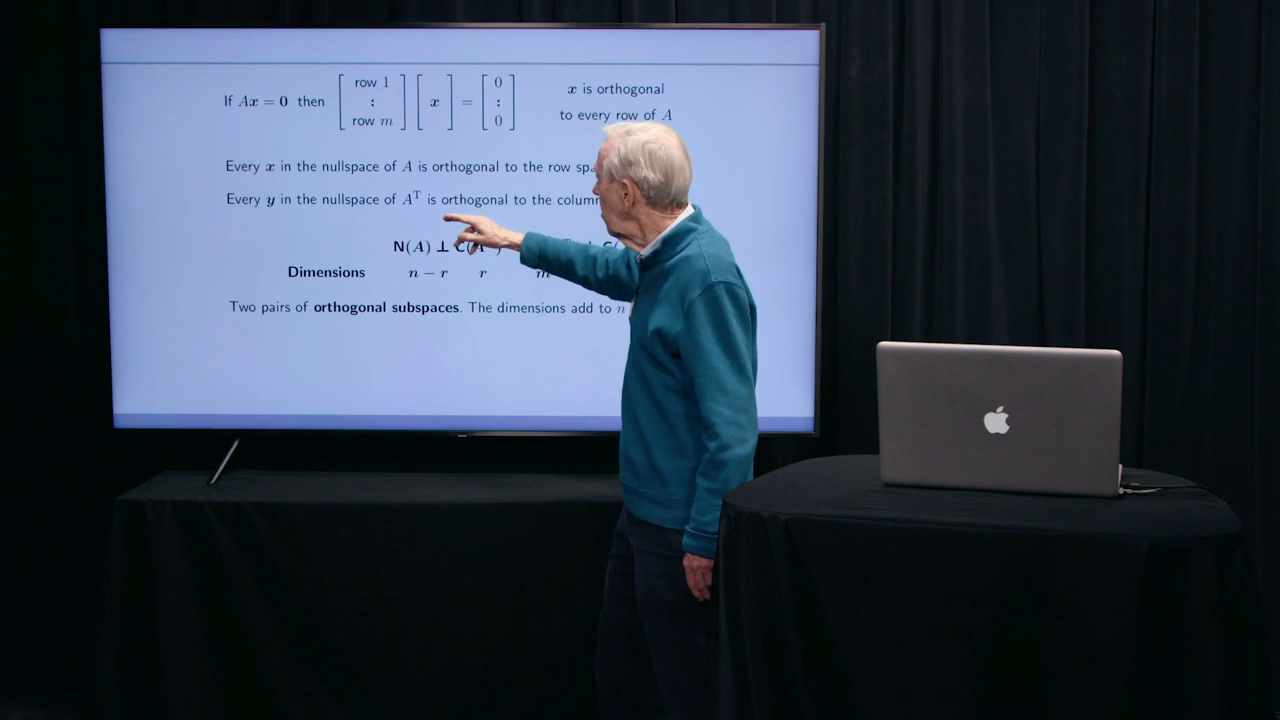 If Ax = 0 then [ row 1 : row m ] [ x ] = [ 0 : 0 ] x is orthogonal
to every row of A
Every x in the nullspace of A is orthogonal to the row
Every y in the nullspace of Aᵀ is orthogonal to the
N(A) ⊥ C(A
Dimensions n − r r m
Two pairs of orthogonal subspaces. The dimensions add to n